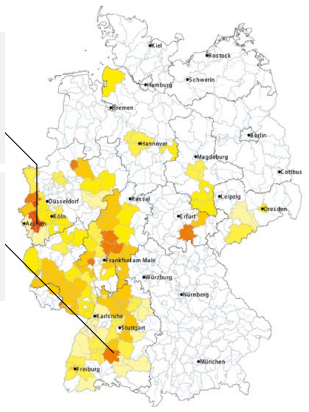 Kiel
Rostock
Hamburg
Schwerin
Bremen
Berlin
Hannover
Magdeburg
Cottbus
Düsseldorf
Kassel
Leipzig
Köln
Erfurt
Dresden
Aachen
Frankfurt am Main
Würzburg
Nürnberg
Karlsruhe
Stuttgart
München
Freiburg